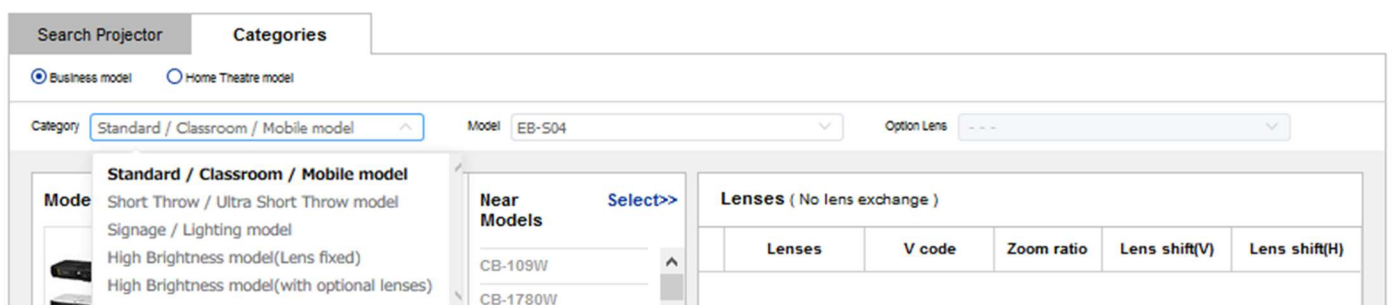 Search Projector
Categories
Business model
Home Theatre model
Category
Standard / Classroom / Mobile model
Model
EB-S04
Option Lens
- - -
Standard / Classroom / Mobile model
Short Throw / Ultra Short Throw model
Signage / Lighting model
High Brightness model(Lens fixed)
High Brightness model(with optional lenses)
Mode
Near
Models
Select>>
CB-109W
CB-1780W
Lenses ( No lens exchange )
Lenses
V code
Zoom ratio
Lens shift(V)
Lens shift(H)